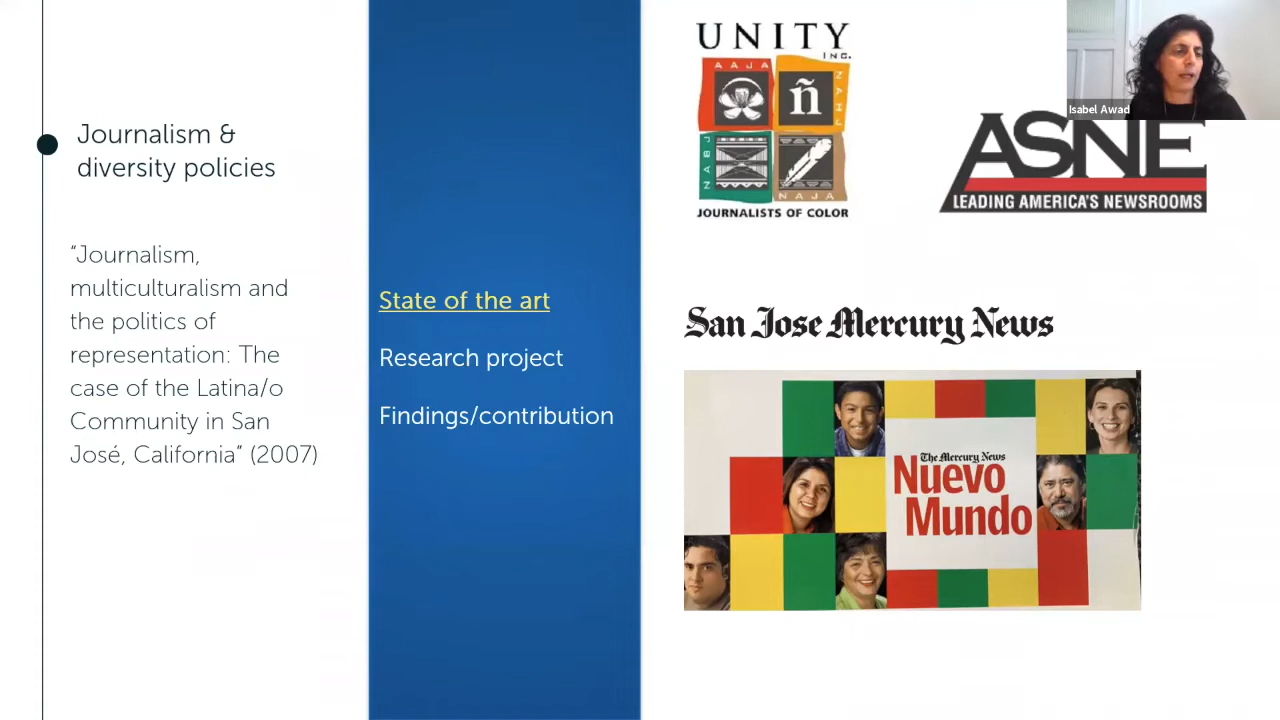 Journalism &
diversity policies
“Journalism,
multiculturalism and
the politics of
representation: The
case of the Latina/o
Community in San
José, California” (2007)
State of the art
Research project
Findings/contribution
UNITY
INC.
AAJA
ñ
NAHJ
NABJ
NAJA
JOURNALISTS OF COLOR
Isabel Awad
ASNE
LEADING AMERICA'S NEWSROOMS
San Jose Mercury News
The Mercury News
Nuevo
Mundo